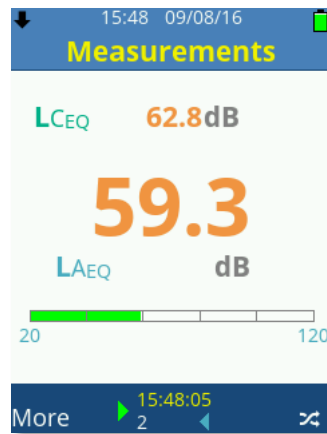 15:48 09/08/16
Measurements
LCEQ 62.8dB
59.3
LAEQ dB
20 120
15:48:05
More 2